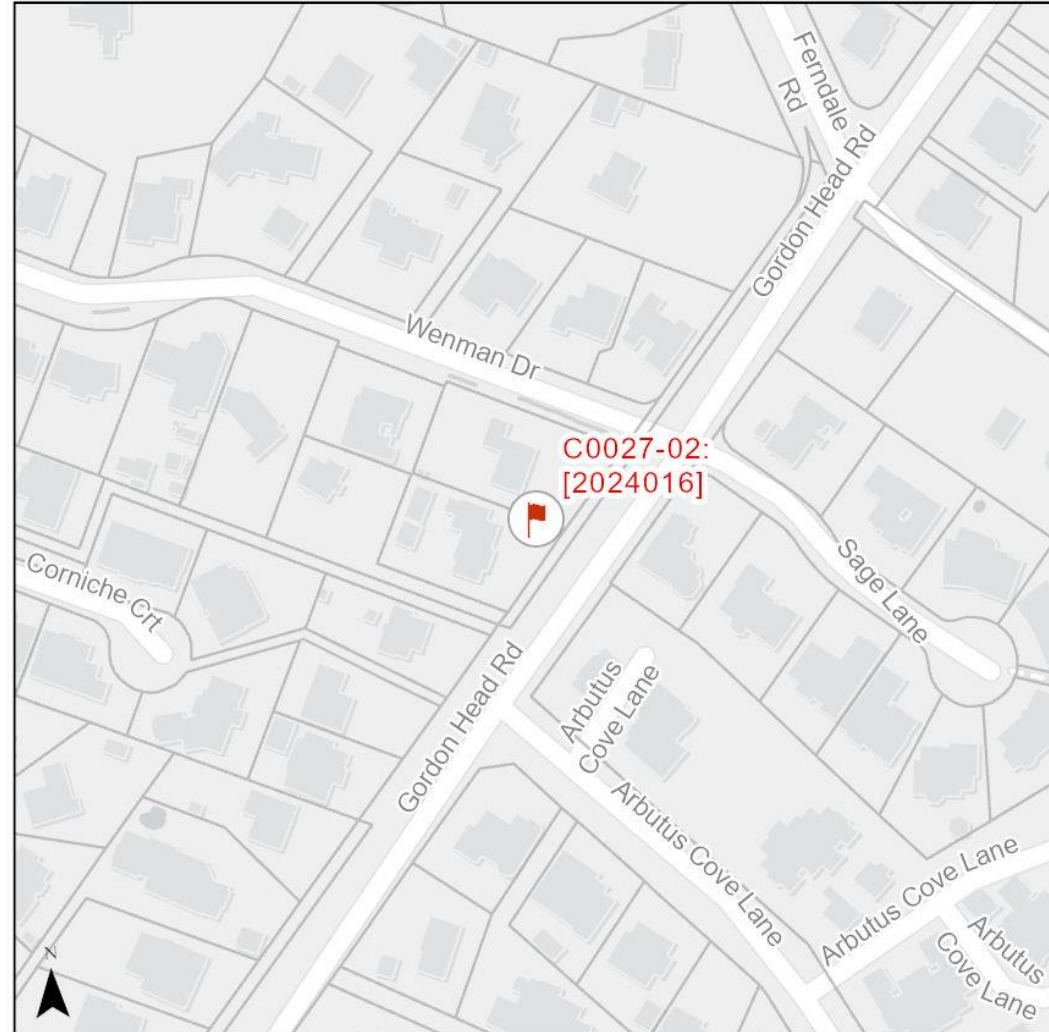 Ferndale
Rd
Gordon Head Rd
Wenman Dr
C0027-02:
[2024016]
Sage Lane
Corniche Crt
Gordon Head Rd
Arbutus
Cove Lane
Arbutus Cove Lane
Arbutus Cove Lane
Arbutus
Cove Lane
N